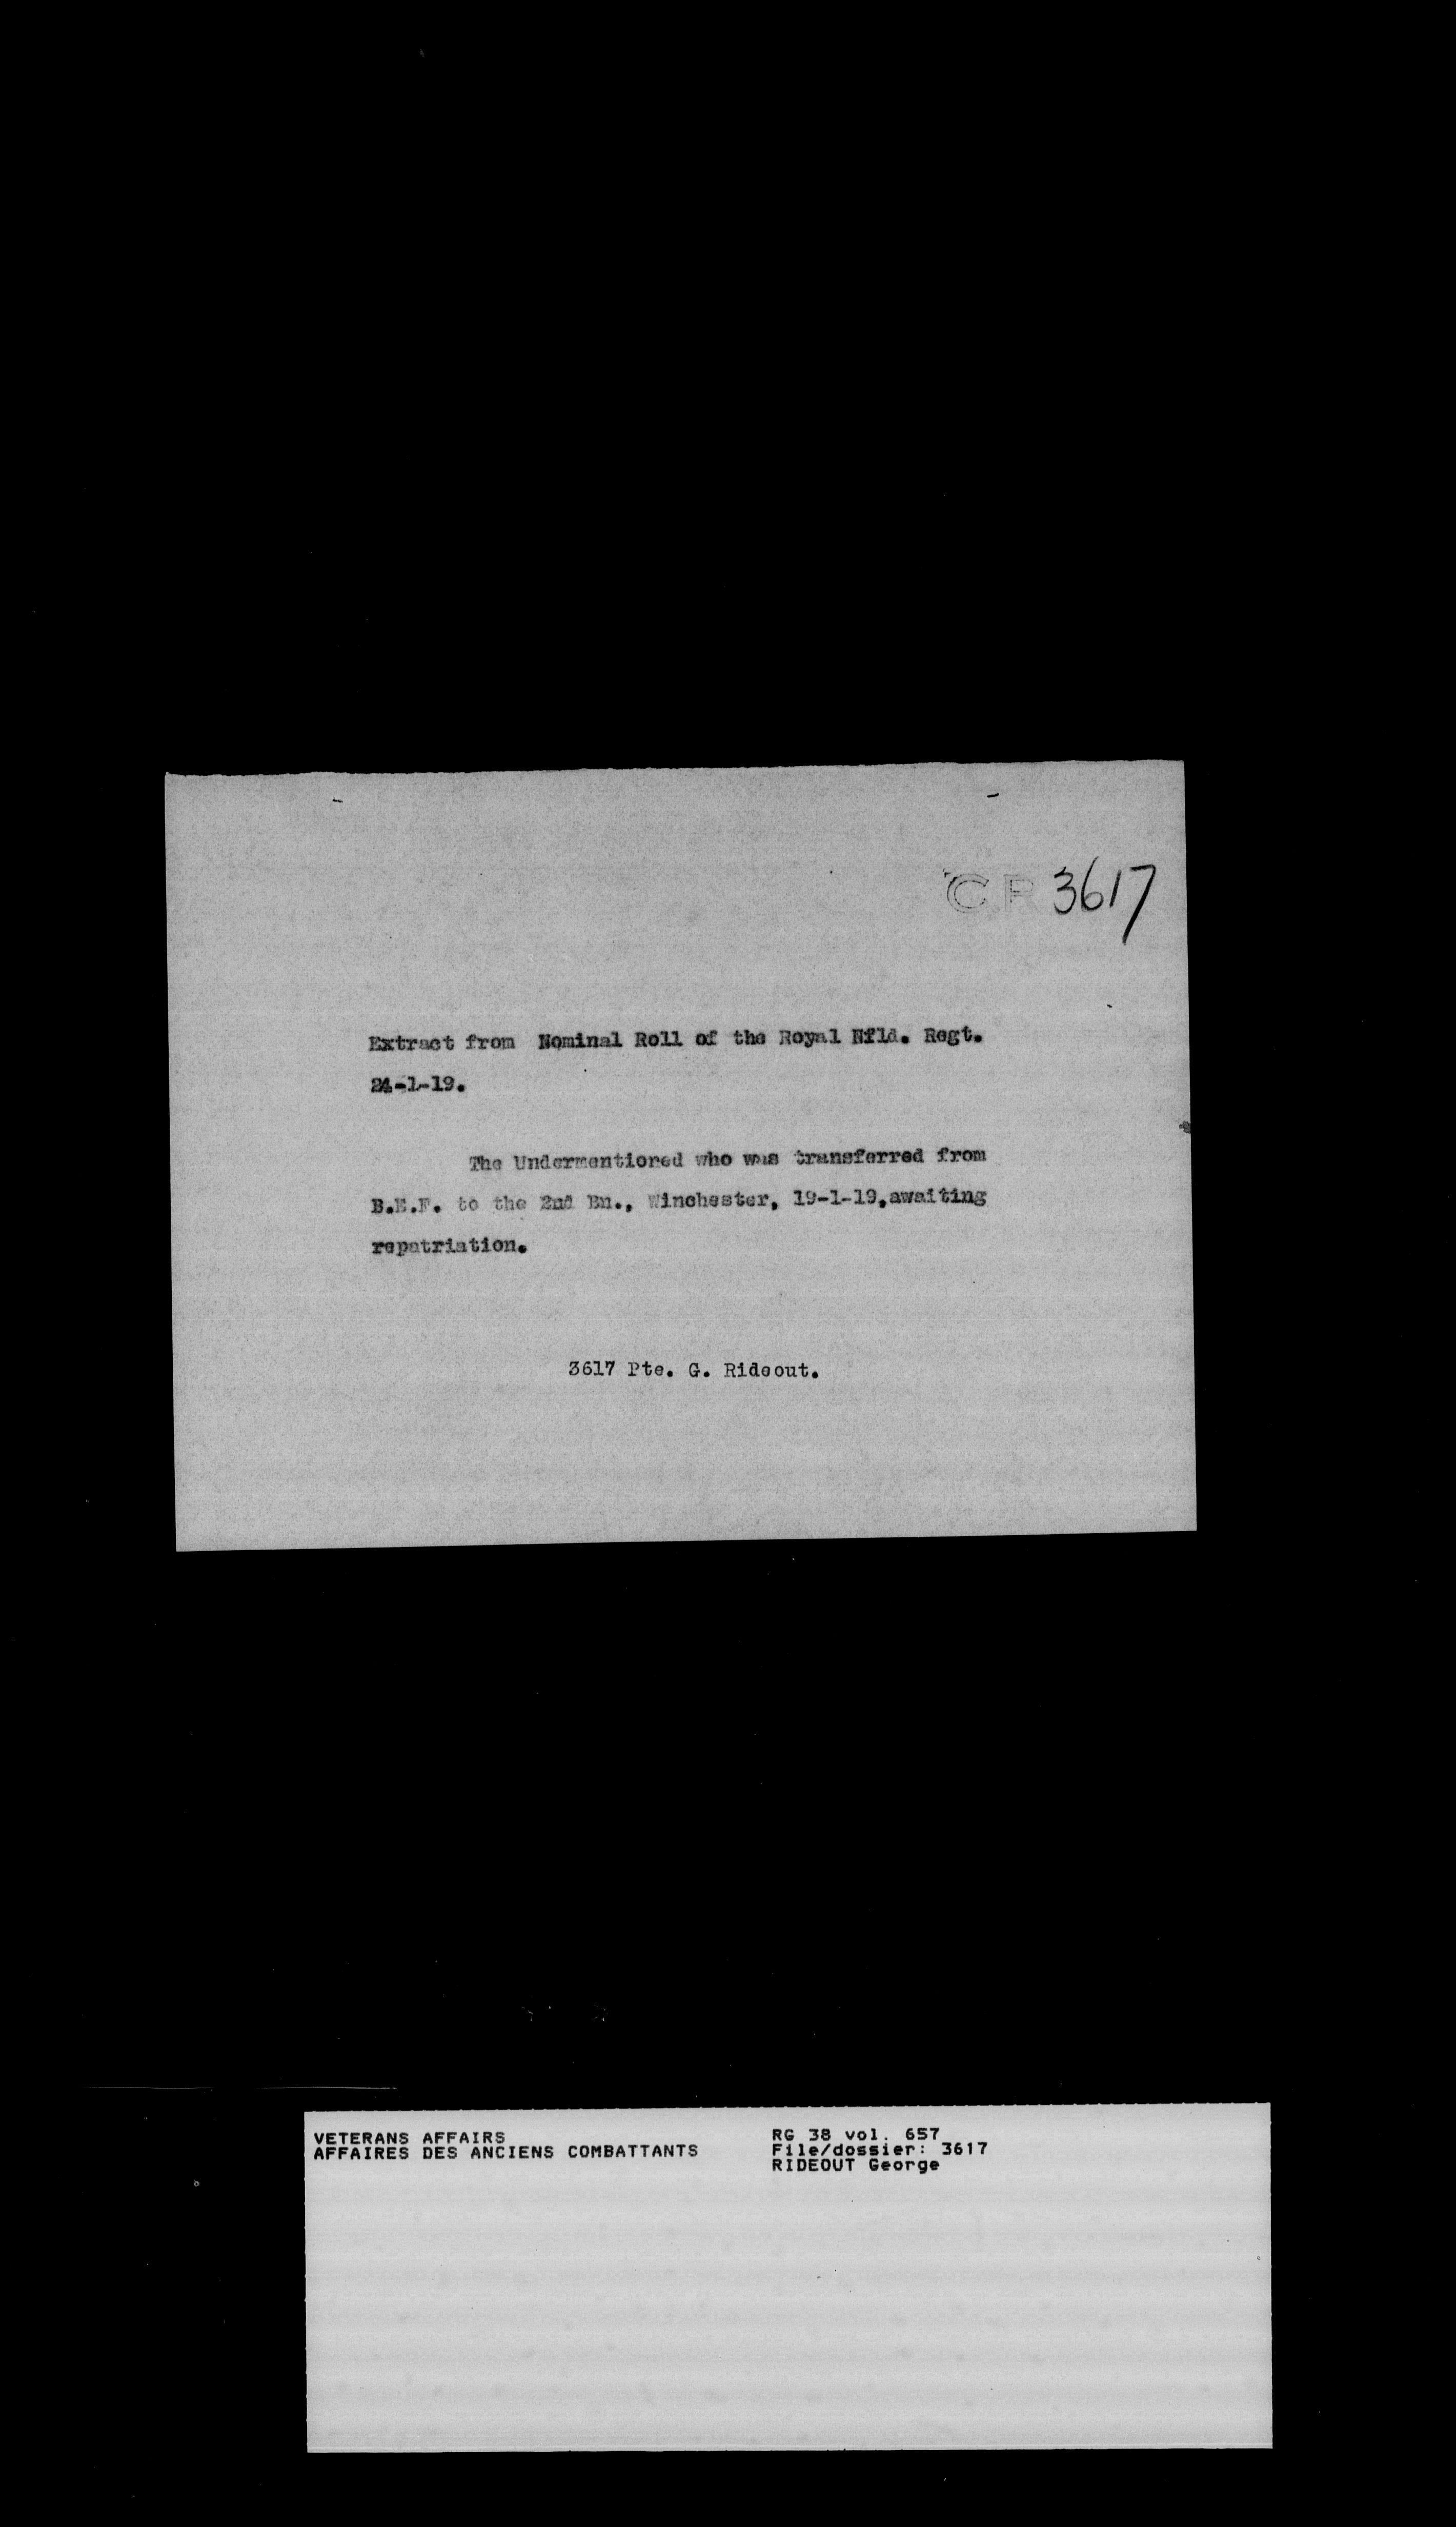 C R 3617
Extract from Nominal Roll of the Royal Nfld. Regt.
24-1-19.
The Undermentioned who was transferred from
B.E.F. to the 2nd Bn., Winchester, 19-1-19,awaiting
repatriation.
3617 Pte. G. Rideout.
VETERANS AFFAIRS
AFFAIRES DES ANCIENS COMBATTANTS
RG 38 vol. 657
File/dossier: 3617
RIDEOUT George